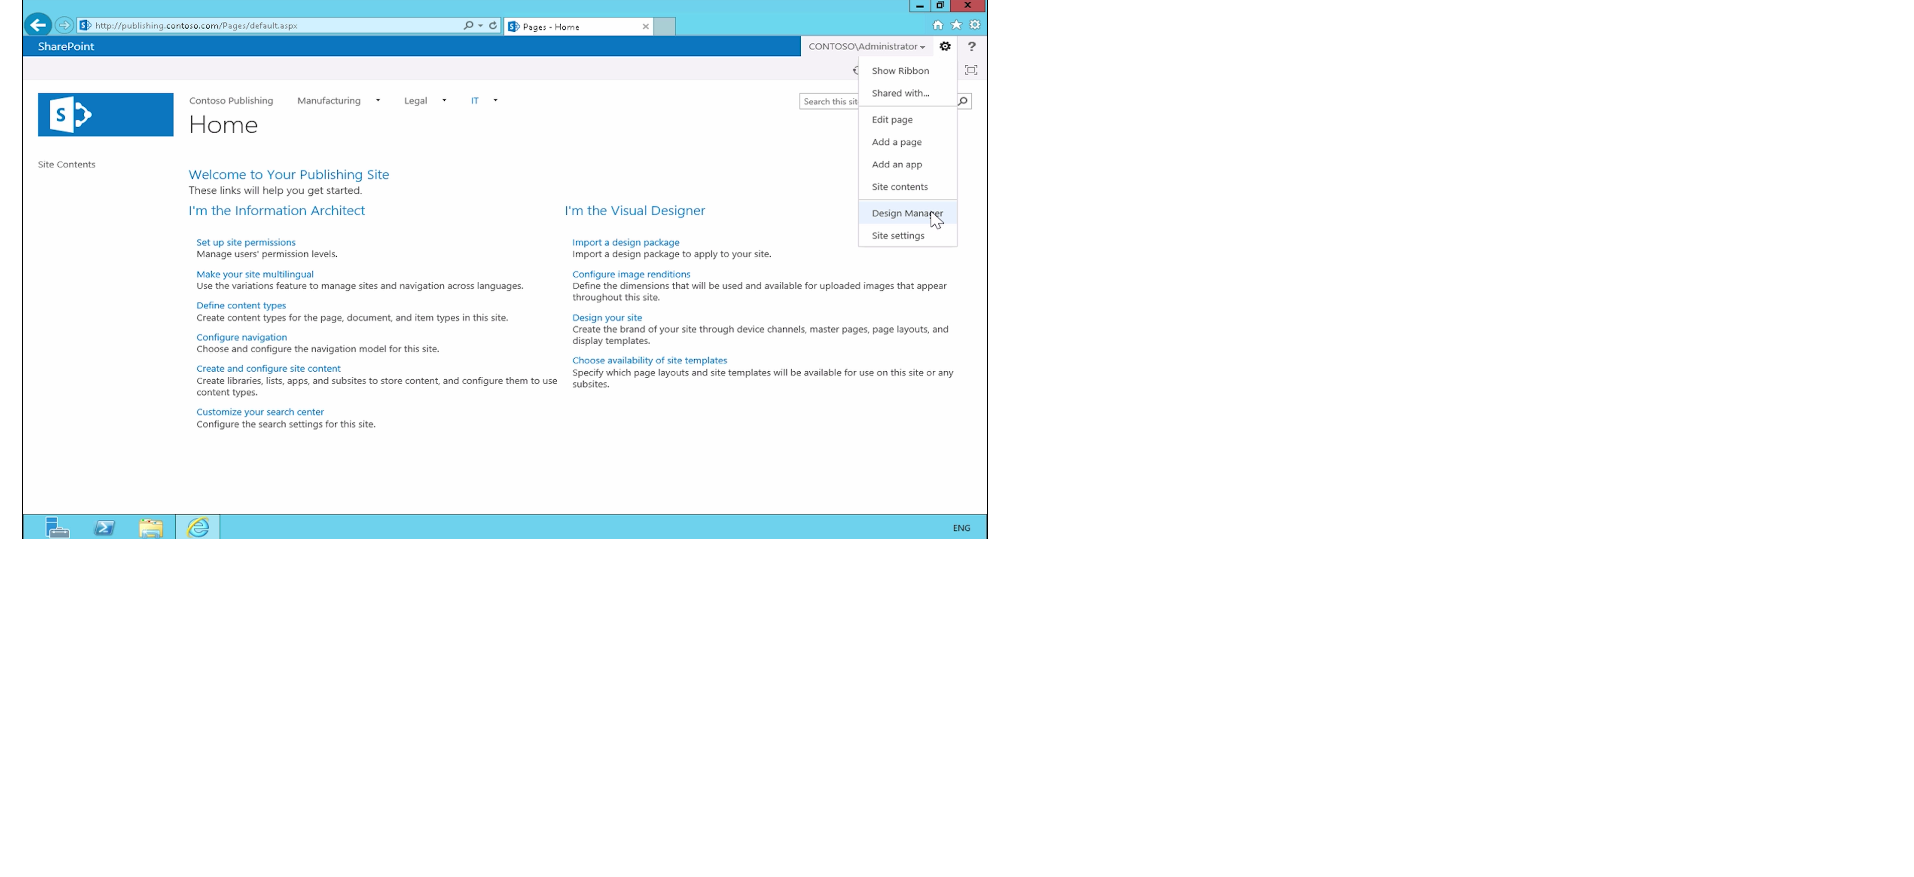 http://publishing.contoso.com/Pages/default.aspx
Pages - Home
SharePoint
CONTOSO\Administrator
?
Show Ribbon
Shared with...
Edit page
Add a page
Add an app
Site contents
Design Manager
Site settings
S
Contoso Publishing
Manufacturing
Legal
IT
Search this sit
Home
Site Contents
Welcome to Your Publishing Site
These links will help you get started.
I'm the Information Architect
Set up site permissions
Manage users' permission levels.
Make your site multilingual
Use the variations feature to manage sites and navigation across languages.
Define content types
Create content types for the page, document, and item types in this site.
Configure navigation
Choose and configure the navigation model for this site.
Create and configure site content
Create libraries, lists, apps, and subsites to store content, and configure them to use
content types.
Customize your search center
Configure the search settings for this site.
I'm the Visual Designer
Import a design package
Import a design package to apply to your site.
Configure image renditions
Define the dimensions that will be used and available for uploaded images that appear
throughout this site.
Design your site
Create the brand of your site through device channels, master pages, page layouts, and
display templates.
Choose availability of site templates
Specify which page layouts and site templates will be available for use on this site or any
subsites.
ENG